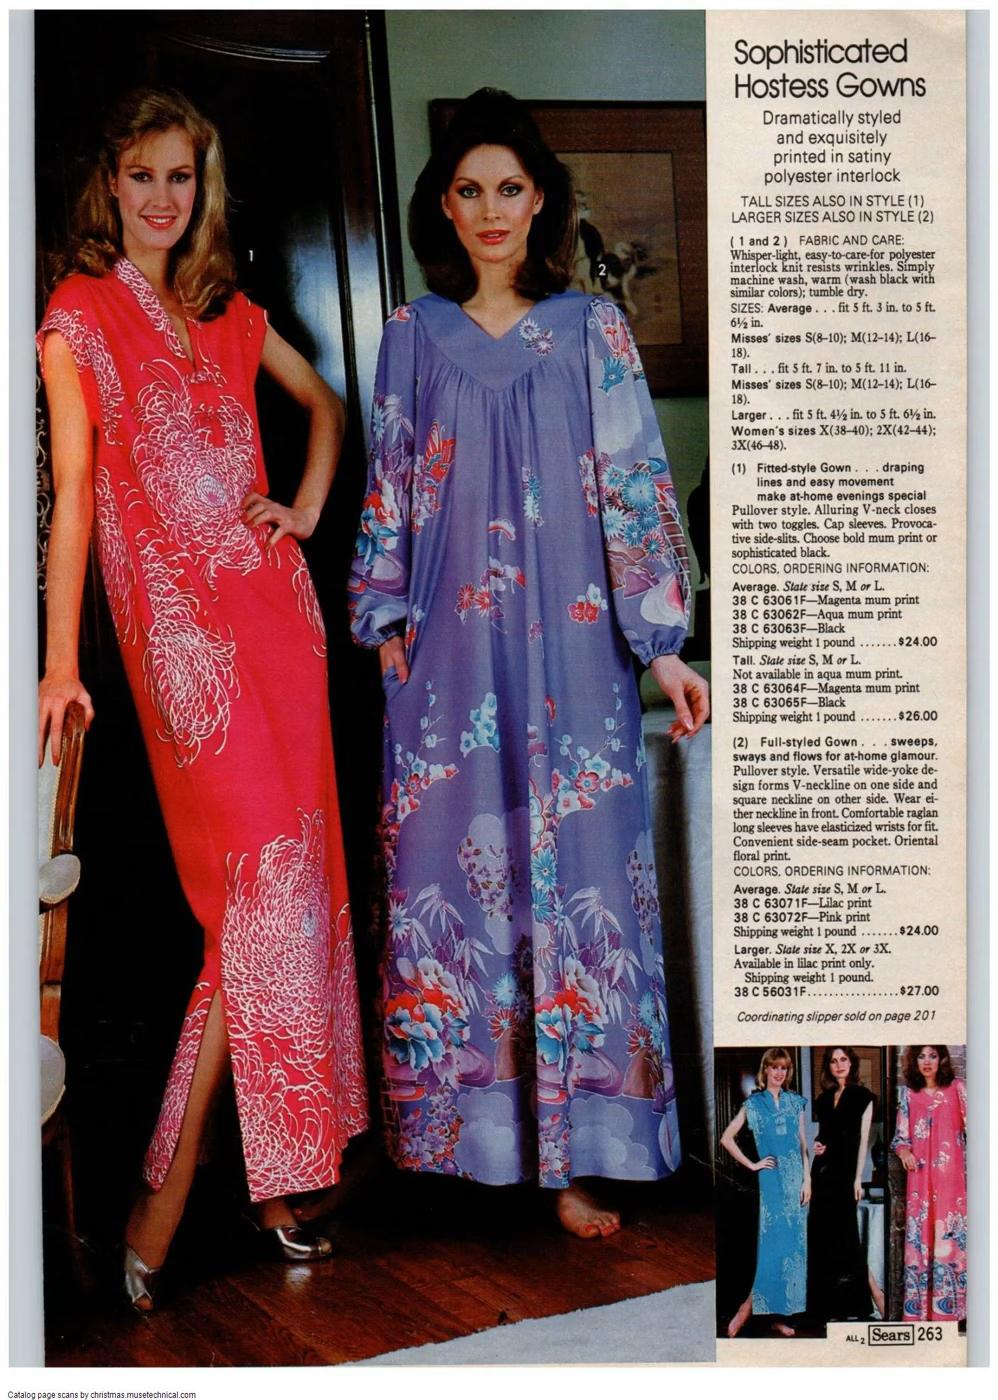 Sophisticated
Hostess Gowns
Dramatically styled
and exquisitely
printed in satiny
polyester interlock
TALL SIZES ALSO IN STYLE (1)
LARGER SIZES ALSO IN STYLE (2)
( 1 and 2 ) FABRIC AND CARE:
Whisper-light, easy-to-care-for polyester
interlock knit resists wrinkles. Simply
machine wash, warm (wash black with
similar colors); tumble dry.
SIZES: Average . . . fit 5 ft. 3 in. to 5 ft.
6½ in.
Misses' sizes S(8–10); M(12–14); L(16–
18).
Tall . . . fit 5 ft. 7 in. to 5 ft. 11 in.
Misses' sizes S(8–10); M(12–14); L(16–
18).
Larger . . . fit 5 ft. 4½ in. to 5 ft. 6½ in.
Women's sizes X(38–40); 2X(42–44);
3X(46–48).
(1) Fitted-style Gown . . . draping
lines and easy movement
make at-home evenings special
Pullover style. Alluring V-neck closes
with two toggles. Cap sleeves. Provoca-
tive side-slits. Choose bold mum print or
sophisticated black.
COLORS, ORDERING INFORMATION:
Average. State size S, M or L.
38 C 63061F—Magenta mum print
38 C 63062F—Aqua mum print
38 C 63063F—Black
Shipping weight 1 pound .......$24.00
Tall. State size S, M or L.
Not available in aqua mum print.
38 C 63064F—Magenta mum print
38 C 63065F—Black
Shipping weight 1 pound .......$26.00
(2) Full-styled Gown . . . sweeps,
sways and flows for at-home glamour.
Pullover style. Versatile wide-yoke de-
sign forms V-neckline on one side and
square neckline on other side. Wear ei-
ther neckline in front. Comfortable raglan
long sleeves have elasticized wrists for fit.
Convenient side-seam pocket. Oriental
floral print.
COLORS, ORDERING INFORMATION:
Average. State size S, M or L.
38 C 63071F—Lilac print
38 C 63072F—Pink print
Shipping weight 1 pound .......$24.00
Larger. State size X, 2X or 3X.
Available in lilac print only.
Shipping weight 1 pound.
38 C 56031F.................$27.00
Coordinating slipper sold on page 201
1
2
ALL 2 Sears 263
Catalog page scans by christmas.musetechnical.com